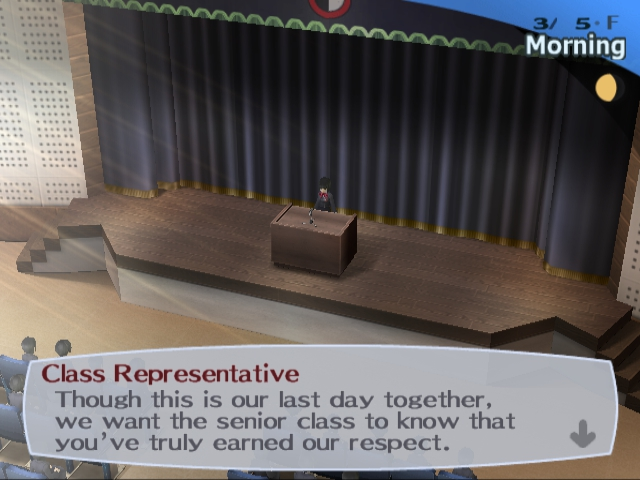 3/ 5・F
Morning
Class Representative
Though this is our last day together,
we want the senior class to know that
you've truly earned our respect.